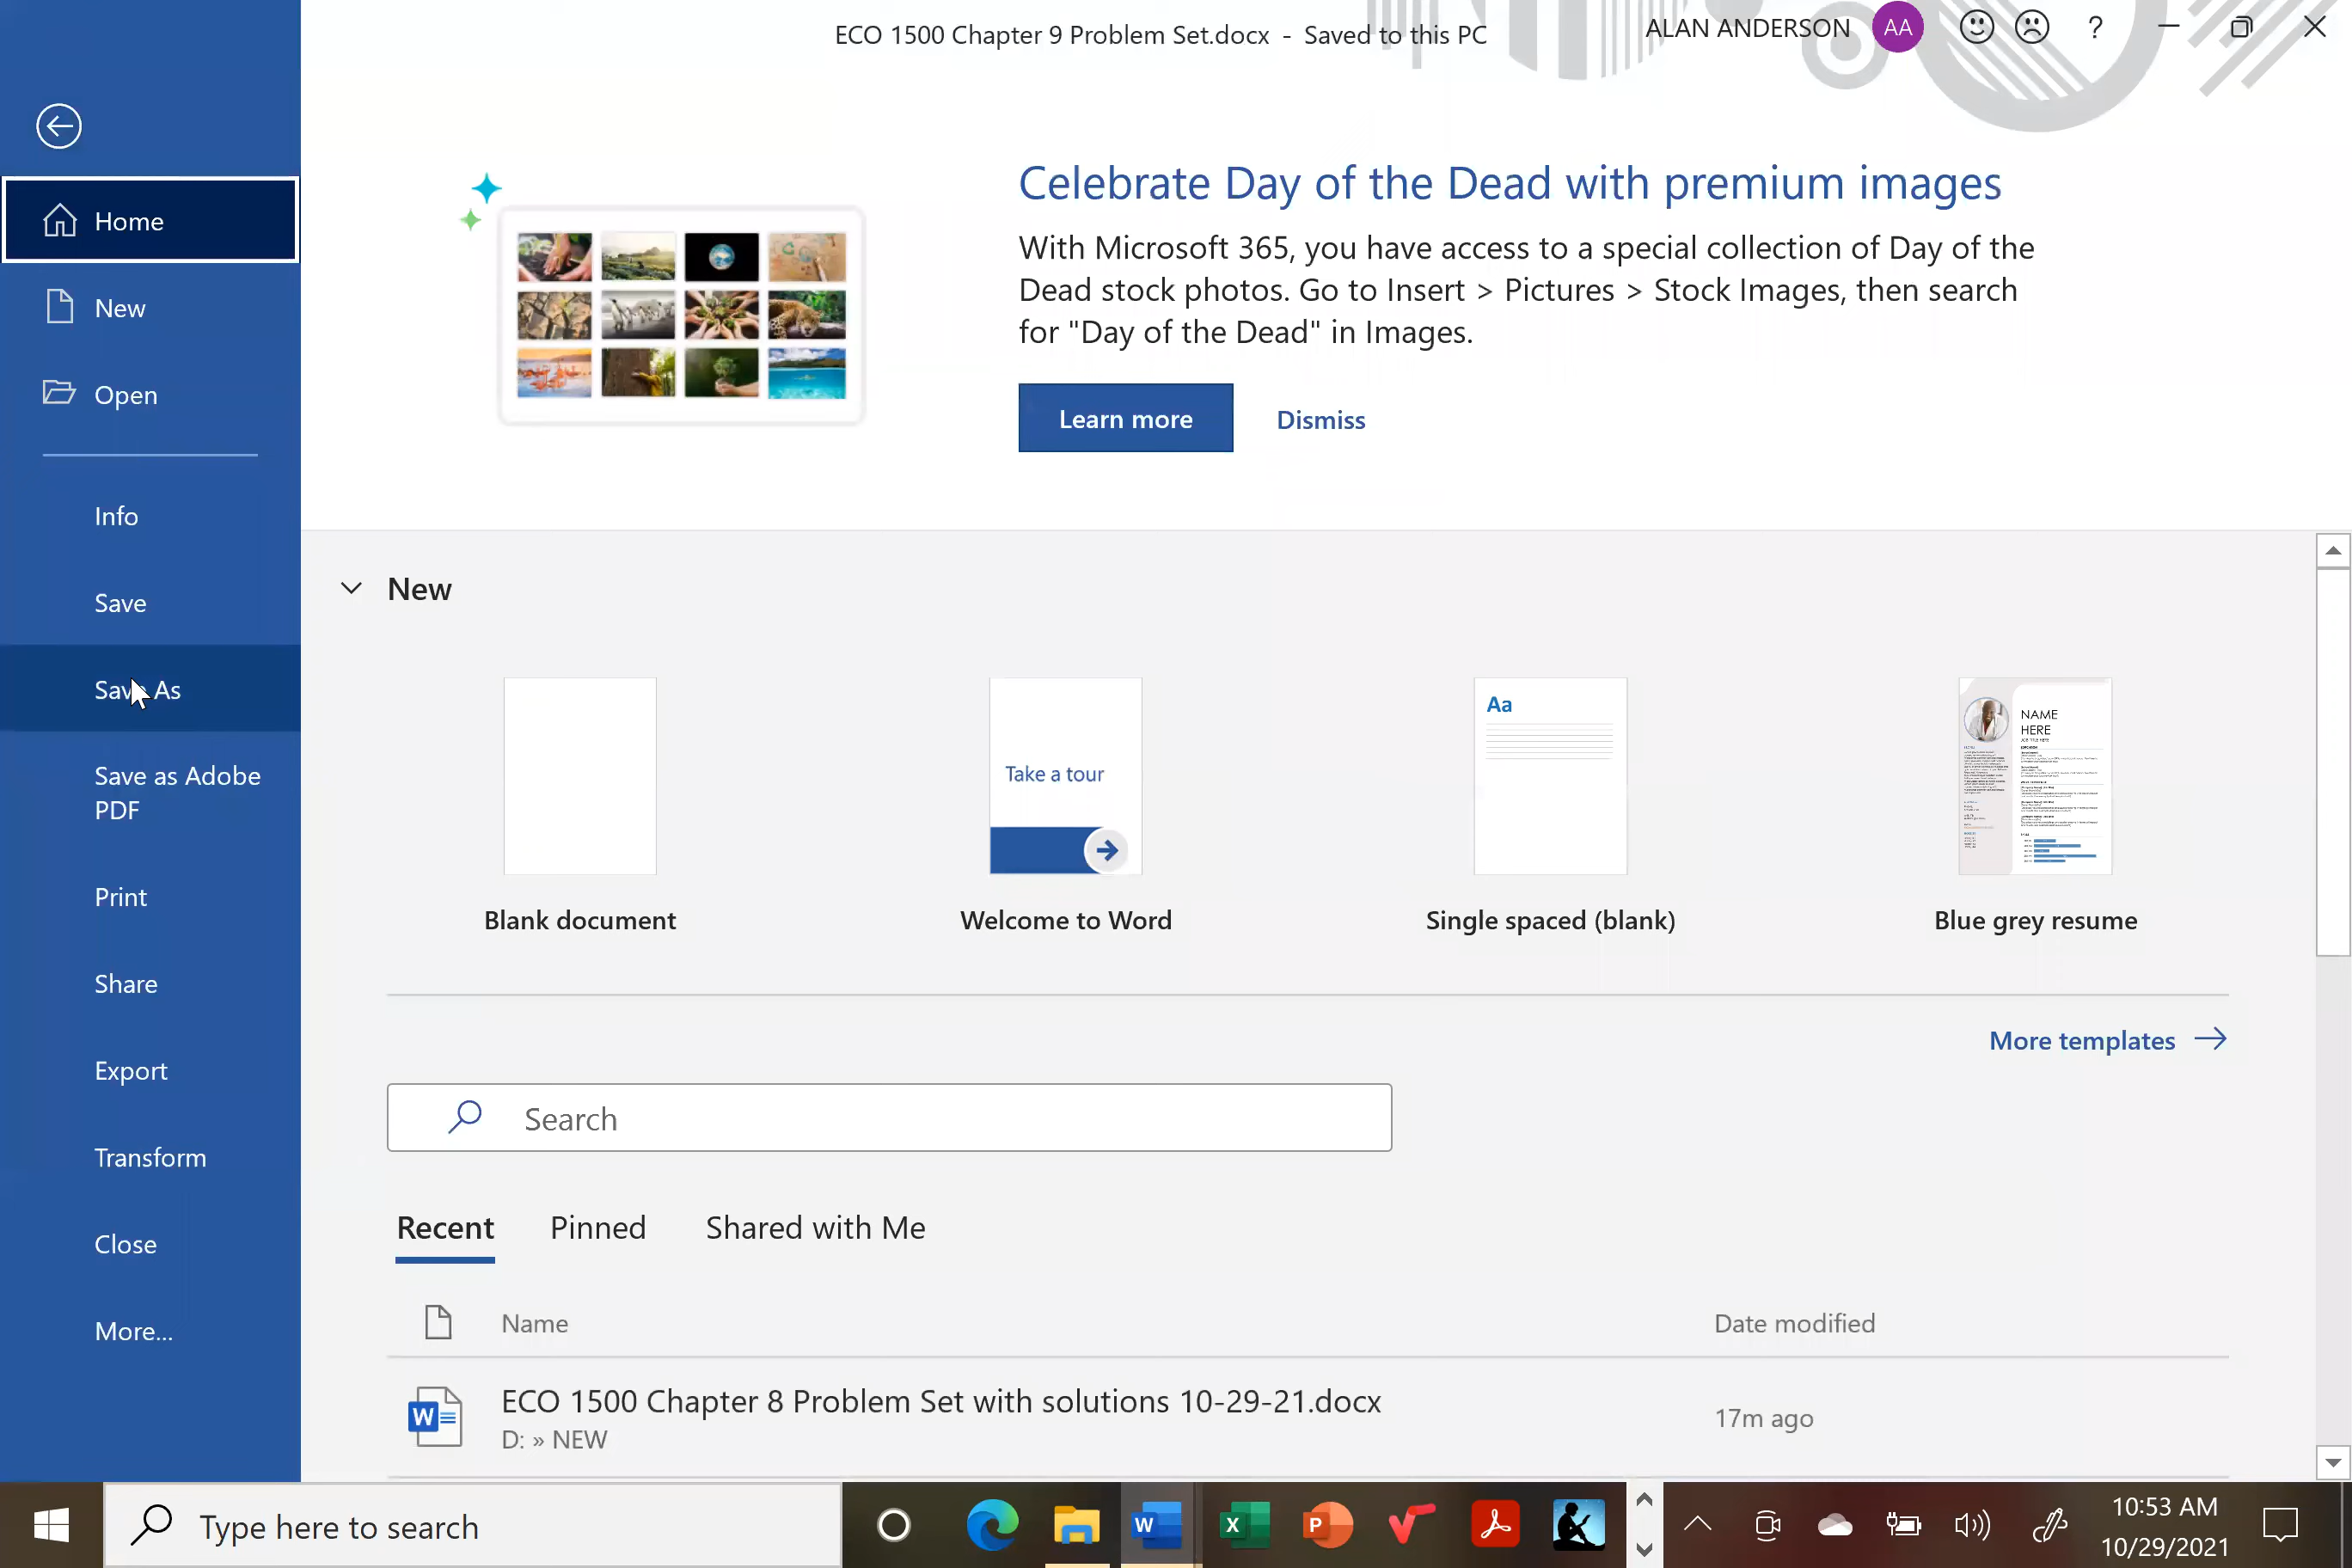 ECO 1500 Chapter 9 Problem Set.docx - Saved to this PC
ALAN ANDERSON
AA
?
Home
New
Open
Info
Save
Save As
Save as Adobe
PDF
Print
Share
Export
Transform
Close
More...
Celebrate Day of the Dead with premium images
With Microsoft 365, you have access to a special collection of Day of the
Dead stock photos. Go to Insert > Pictures > Stock Images, then search
for "Day of the Dead" in Images.
Learn more
Dismiss
New
Take a tour
Aa
NAME
HERE
Blank document
Welcome to Word
Single spaced (blank)
Blue grey resume
More templates
Search
Recent
Pinned
Shared with Me
Name
Date modified
ECO 1500 Chapter 8 Problem Set with solutions 10-29-21.docx
D: » NEW
17m ago
Type here to search
W
X
P
10:53 AM
10/29/2021